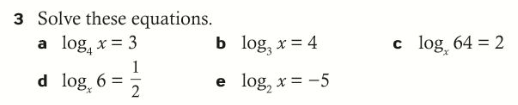 3 Solve these equations.
a log₄ x = 3 b log₃ x = 4 c logₓ 64 = 2
d logₓ 6 = 1/2 e log₂ x = −5